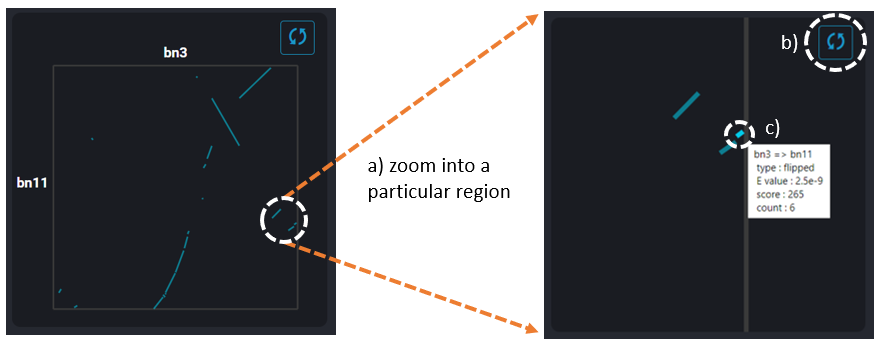 bn3
bn11
a) zoom into a
particular region
b)
c)
bn3 => bn11
type : flipped
E value : 2.5e-9
score : 265
count : 6